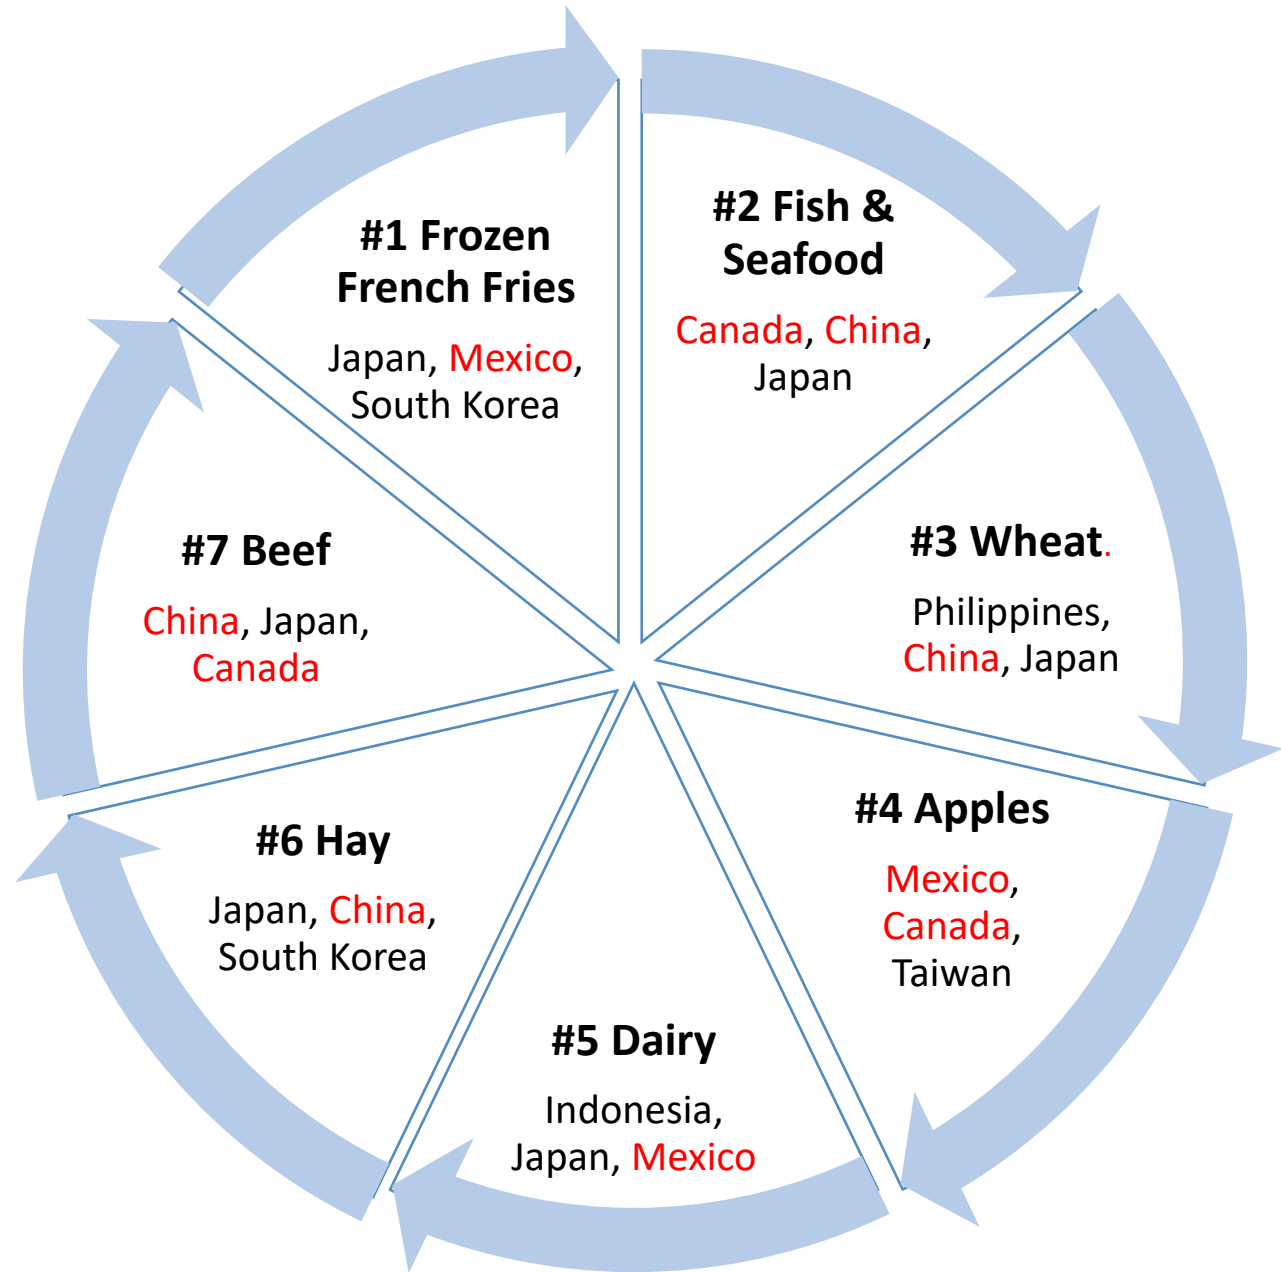 #1 Frozen
French Fries
Japan, Mexico,
South Korea
#2 Fish &
Seafood
Canada, China,
Japan
#3 Wheat.
Philippines,
China, Japan
#4 Apples
Mexico,
Canada,
Taiwan
#5 Dairy
Indonesia,
Japan, Mexico
#6 Hay
Japan, China,
South Korea
#7 Beef
China, Japan,
Canada